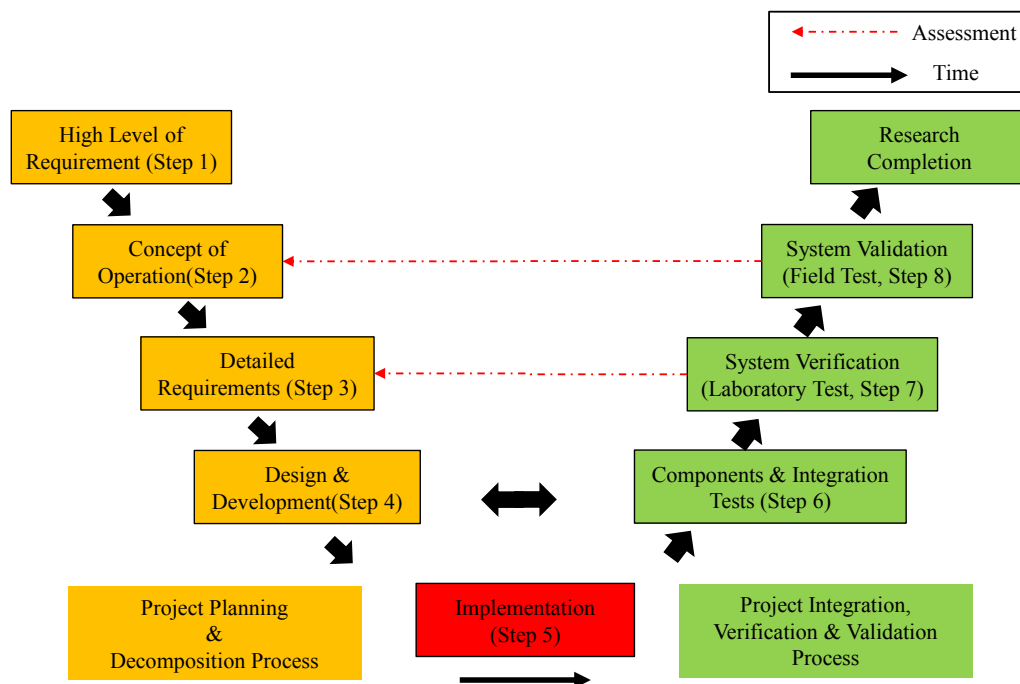 Assessment
Time
High Level of
Requirement (Step 1)
Research
Completion
Concept of
Operation(Step 2)
System Validation
(Field Test, Step 8)
Detailed
Requirements (Step 3)
System Verification
(Laboratory Test, Step 7)
Design &
Development(Step 4)
Components & Integration
Tests (Step 6)
Project Planning
&
Decomposition Process
Implementation
(Step 5)
Project Integration,
Verification & Validation
Process